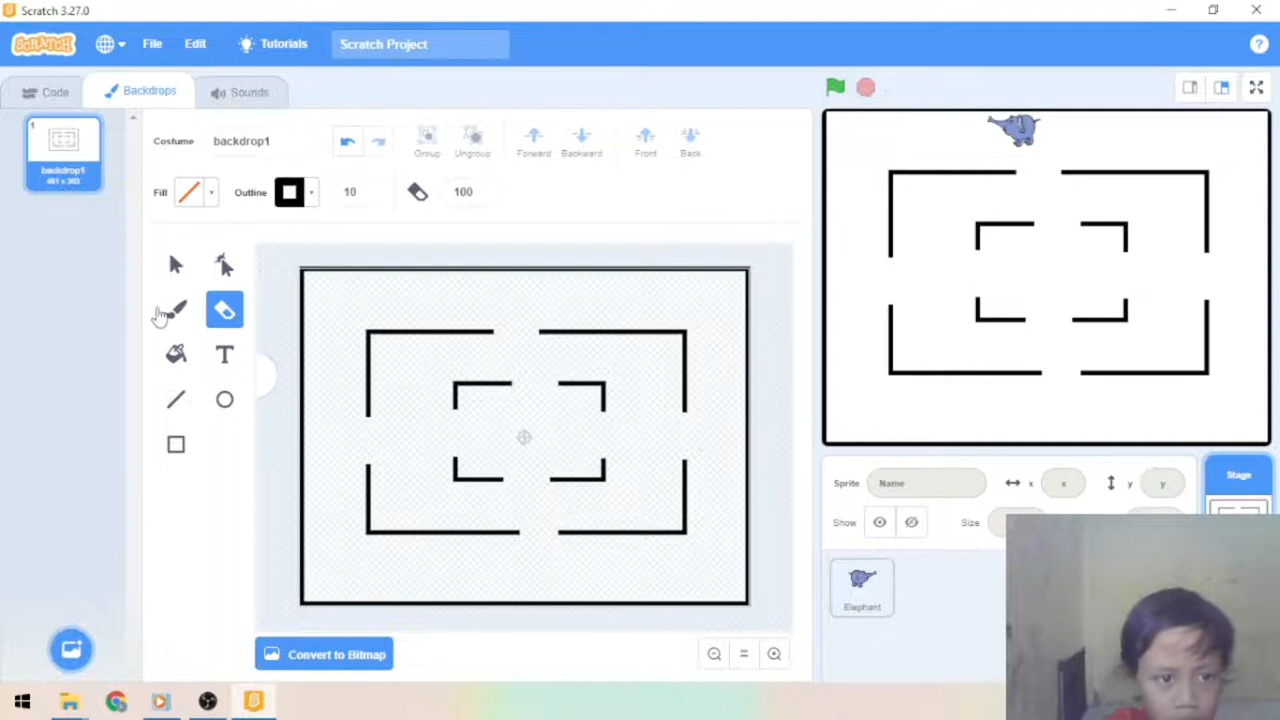 Scratch 3.27.0
SCRATCH
File
Edit
Tutorials
Scratch Project
?
Code
Backdrops
Sounds
1
backdrop1
Costume
backdrop1
Group
Ungroup
Forward
Backward
Front
Back
Fill
Outline
10
100
T
Convert to Bitmap
Sprite
Name
x
x
y
y
Show
Size
Stage
Elephant